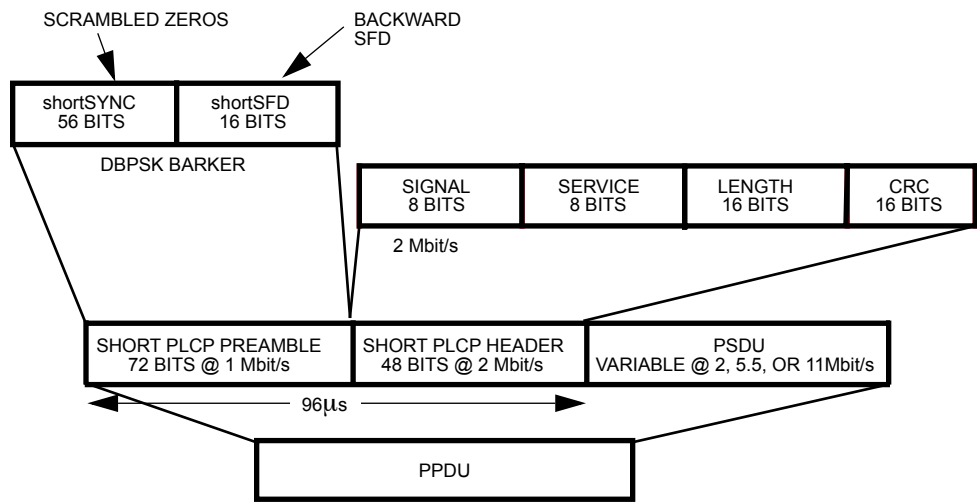 SCRAMBLED ZEROS
BACKWARD
SFD
shortSYNC
56 BITS
shortSFD
16 BITS
DBPSK BARKER
SIGNAL
8 BITS
SERVICE
8 BITS
LENGTH
16 BITS
CRC
16 BITS
2 Mbit/s
SHORT PLCP PREAMBLE
72 BITS @ 1 Mbit/s
SHORT PLCP HEADER
48 BITS @ 2 Mbit/s
PSDU
VARIABLE @ 2, 5.5, OR 11Mbit/s
96μs
PPDU